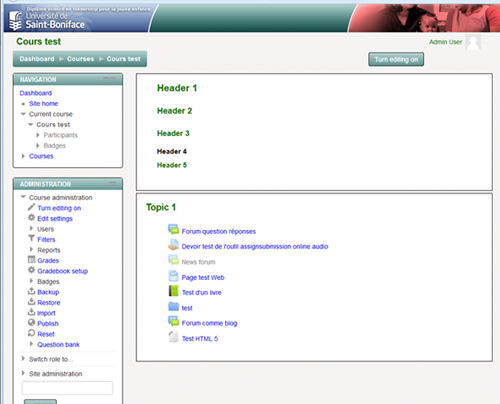 Diplôme avancé en leadership pour la jeune enfance
Université de
Saint-Boniface
Cours test
Admin User
Dashboard Courses Cours test
Turn editing on
NAVIGATION
Dashboard
Site home
Current course
Cours test
Participants
Badges
Courses
ADMINISTRATION
Course administration
Turn editing on
Edit settings
Users
Filters
Reports
Grades
Gradebook setup
Badges
Backup
Restore
Import
Publish
Reset
Question bank
Switch role to...
Site administration
Header 1
Header 2
Header 3
Header 4
Header 5
Topic 1
Forum question réponses
Devoir test de l'outil assignsubmission online audio
News forum
Page test Web
Test d'un livre
test
Forum comme blog
Test HTML 5